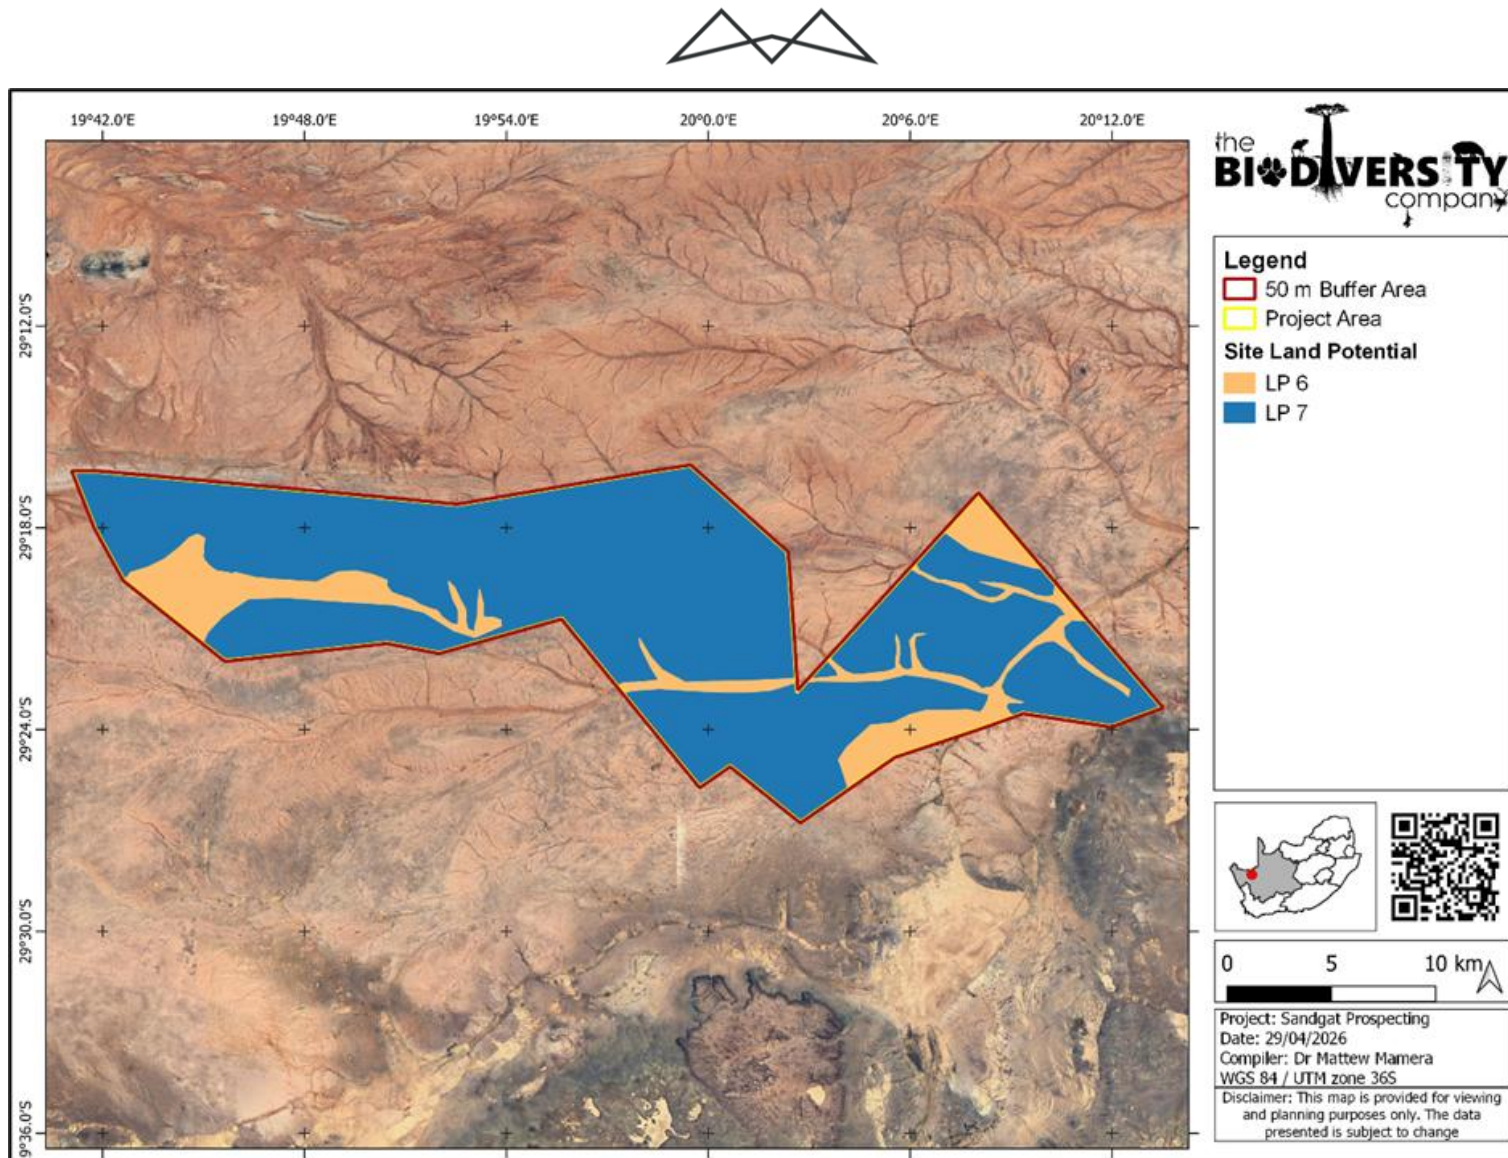 19°42.0'E 19°48.0'E 19°54.0'E 20°0.0'E 20°6.0'E 20°12.0'E
29°12.0'S
29°18.0'S
29°24.0'S
29°30.0'S
9°36.0'S
the
BIODIVERSITY
company
Legend
50 m Buffer Area
Project Area
Site Land Potential
LP 6
LP 7
0 5 10 km
Project: Sandgat Prospecting
Date: 29/04/2026
Compiler: Dr Mattew Mamera
WGS 84 / UTM zone 36S
Disclaimer: This map is provided for viewing
and planning purposes only. The data
presented is subject to change